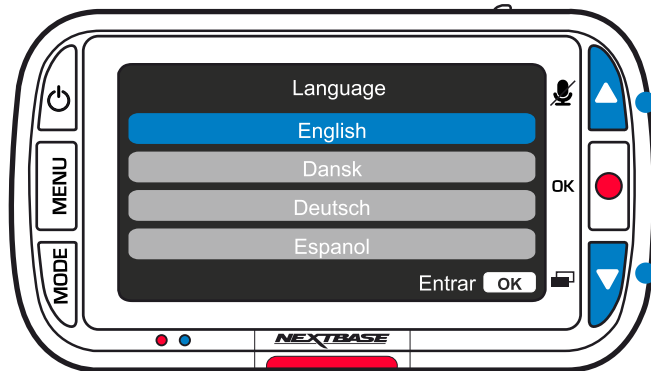 Language
English
Dansk
Deutsch
Espanol
Entrar OK
MENU
MODE
OK
NEXTBASE